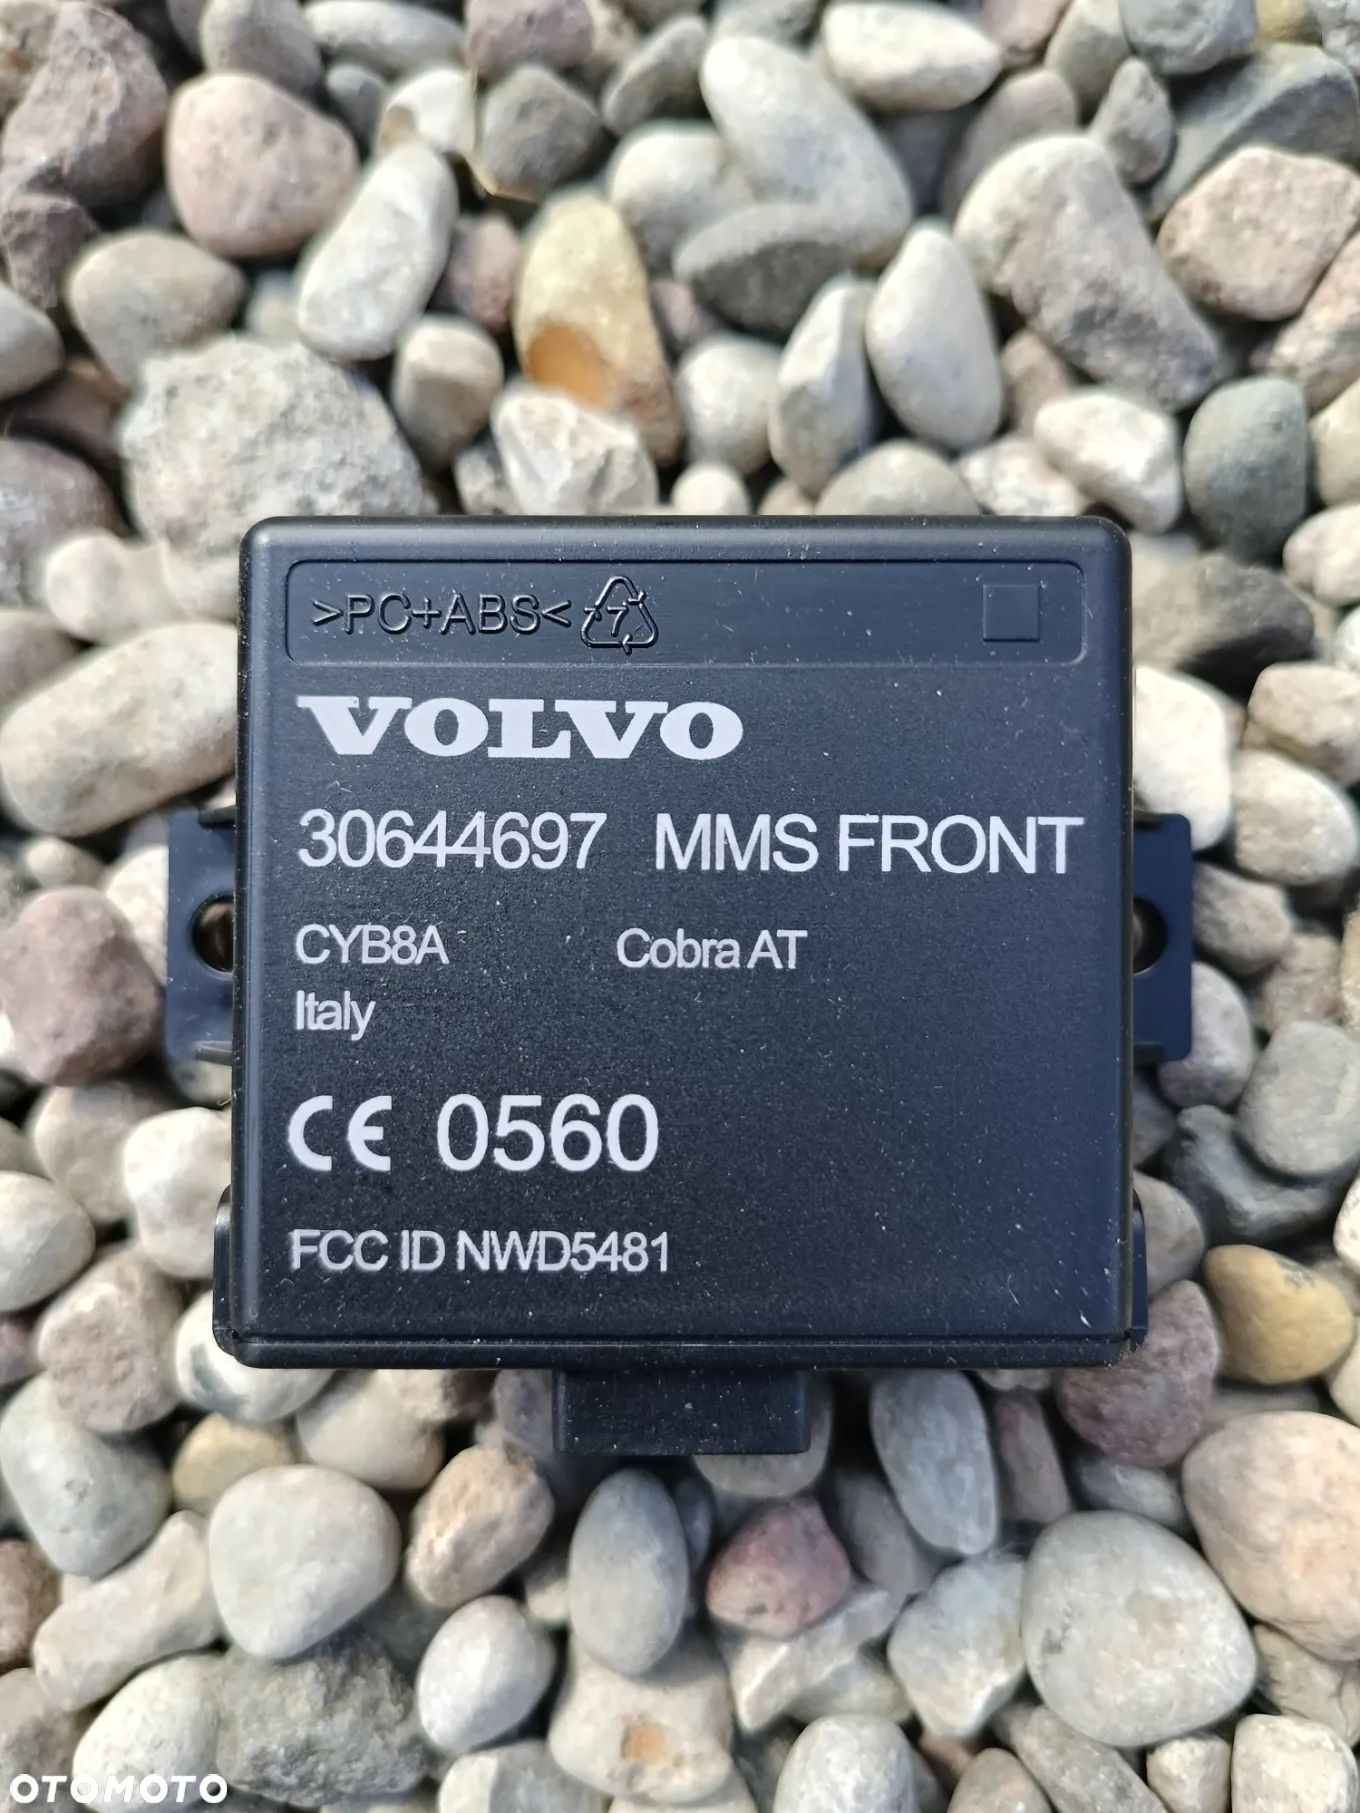 >PC+ABS< 7
VOLVO
30644697 MMS FRONT
CYB8A Cobra AT
Italy
CE 0560
FCC ID NWD5481
OTOMOTO